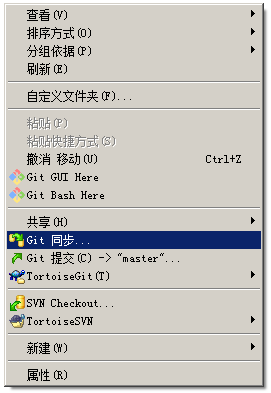 查看(V)
排序方式(O)
分组依据(P)
刷新(E)
自定义文件夹(F)...
粘贴(P)
粘贴快捷方式(S)
撤消 移动(U) Ctrl+Z
Git GUI Here
Git Bash Here
共享(H)
Git 同步...
Git 提交(C) -> "master"...
TortoiseGit(T)
SVN Checkout...
TortoiseSVN
新建(W)
属性(R)